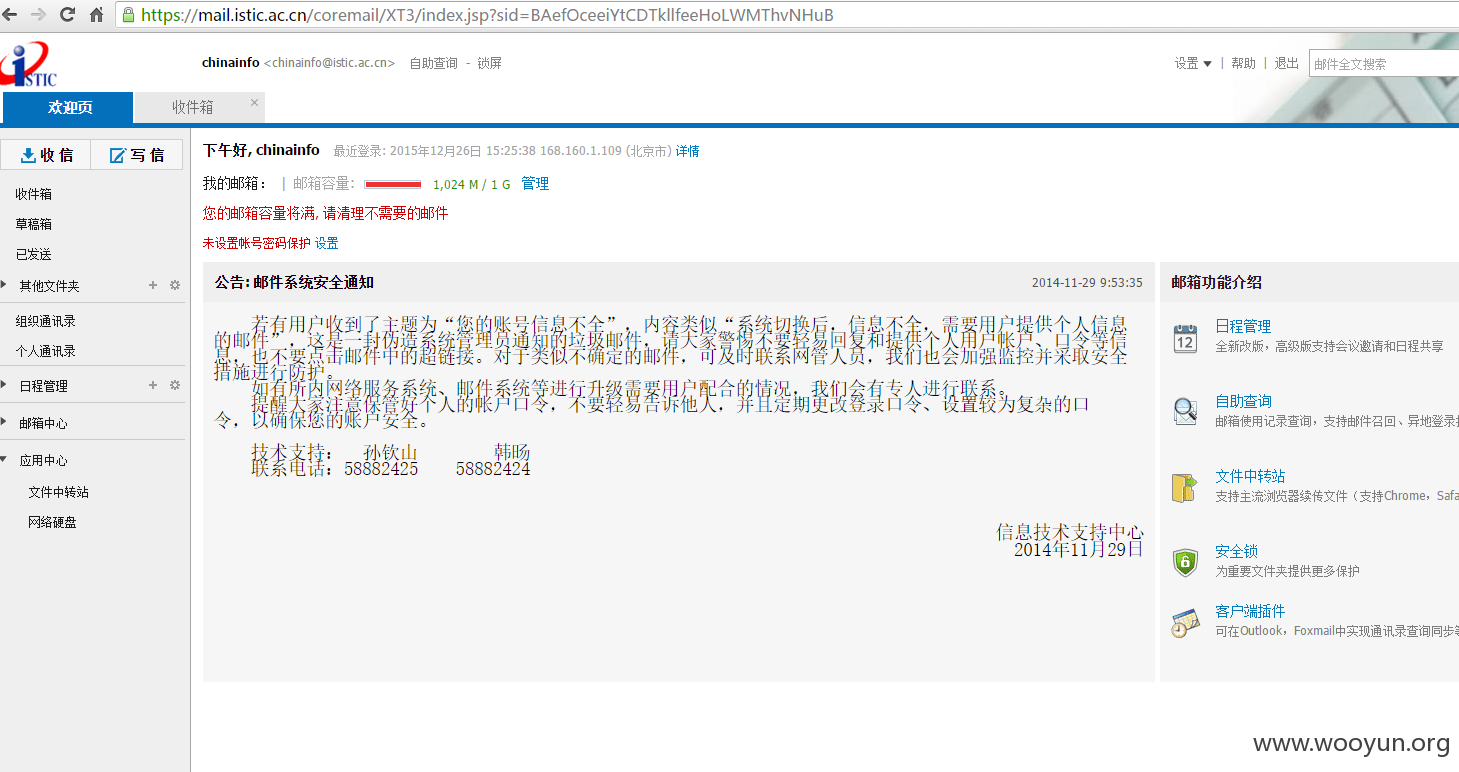 https://mail.istic.ac.cn/coremail/XT3/index.jsp?sid=BAefOceeiYtCDTkllfeeHoLWMThvNHuB
iSTIC
chinainfo <chinainfo@istic.ac.cn> 自助查询 - 锁屏
设置 | 帮助 | 退出 邮件全文搜索
欢迎页 收件箱 ×
收 信 写 信
收件箱
草稿箱
已发送
其他文件夹 +
组织通讯录
个人通讯录
日程管理 +
邮箱中心
应用中心
文件中转站
网络硬盘
下午好, chinainfo 最近登录: 2015年12月26日 15:25:38 168.160.1.109 (北京市) 详情
我的邮箱： | 邮箱容量: 1,024 M / 1 G 管理
您的邮箱容量将满, 请清理不需要的邮件
未设置帐号密码保护 设置
公告: 邮件系统安全通知 2014-11-29 9:53:35
若有用户收到了主题为“您的账号信息不全”，内容类似“系统切换后，信息不全，需要用户提供个人信息
的邮件”，这是一封伪造系统管理员通知的垃圾邮件，请大家警惕不要轻易回复和提供个人用户帐户、口令等信
息，也不要点击邮件中的超链接。对于类似不确定的邮件，可及时联系网管人员，我们也会加强监控并采取安全
措施进行防护。
如有所内网络服务系统、邮件系统等进行升级需要用户配合的情况，我们会有专人进行联系。
提醒大家注意保管好个人的帐户口令，不要轻易告诉他人，并且定期更改登录口令、设置较为复杂的口
令，以确保您的账户安全。
技术支持： 孙钦山 韩旸
联系电话：58882425 58882424
信息技术支持中心
2014年11月29日
邮箱功能介绍
12
日程管理
全新改版，高级版支持会议邀请和日程共享
自助查询
邮箱使用记录查询，支持邮件召回、异地登录
文件中转站
支持主流浏览器续传文件（支持Chrome，Safa
安全锁
为重要文件夹提供更多保护
客户端插件
可在Outlook，Foxmail中实现通讯录查询同步
www.wooyun.org